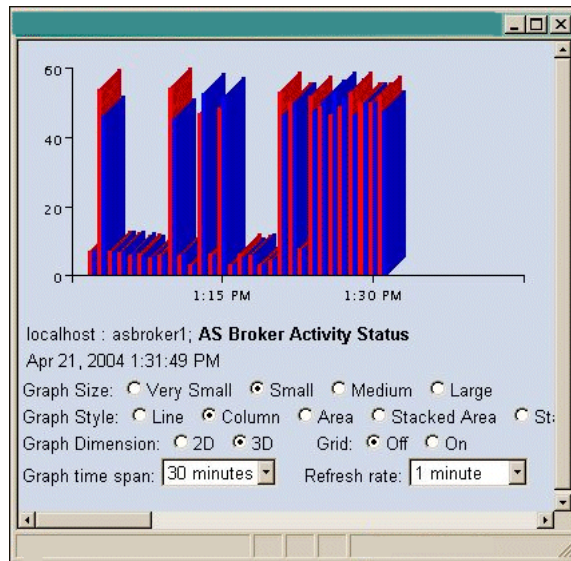 60
40
20
0
1:15 PM 1:30 PM
localhost : asbroker1; AS Broker Activity Status
Apr 21, 2004 1:31:49 PM
Graph Size: Very Small Small Medium Large
Graph Style: Line Column Area Stacked Area
Graph Dimension: 2D 3D Grid: Off On
Graph time span: 30 minutes Refresh rate: 1 minute